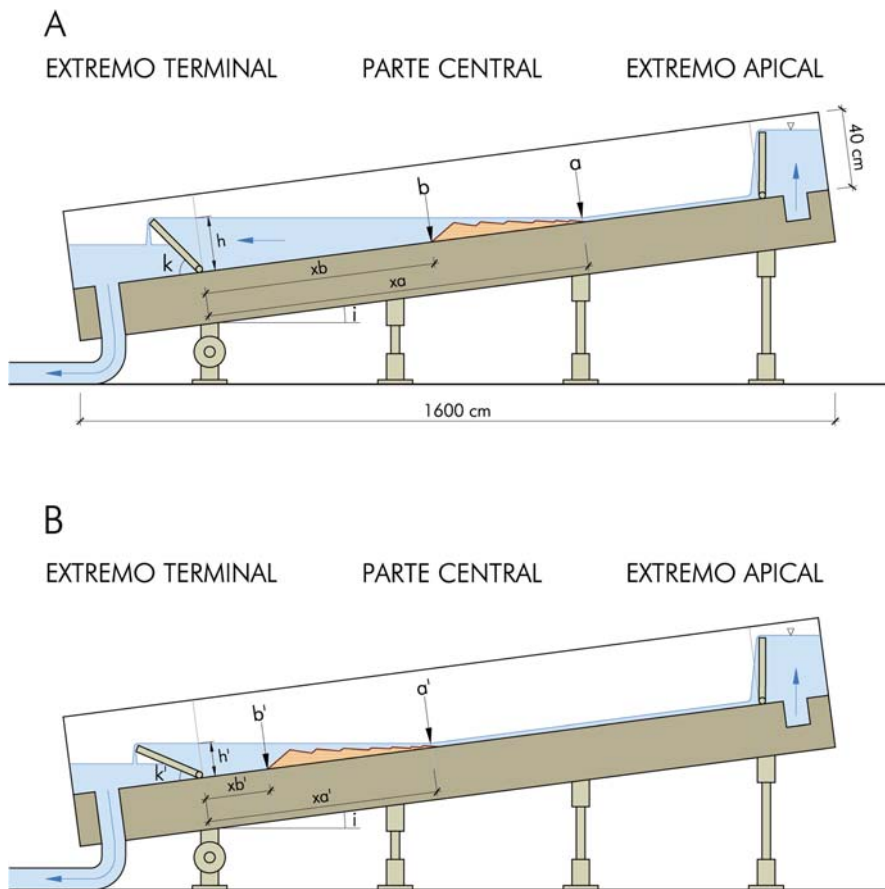 A
EXTREMO TERMINAL PARTE CENTRAL EXTREMO APICAL
40 cm
a
b
h
k
xb
xa
i
1600 cm
B
EXTREMO TERMINAL PARTE CENTRAL EXTREMO APICAL
a'
b'
h'
k'
xb'
xa'
i